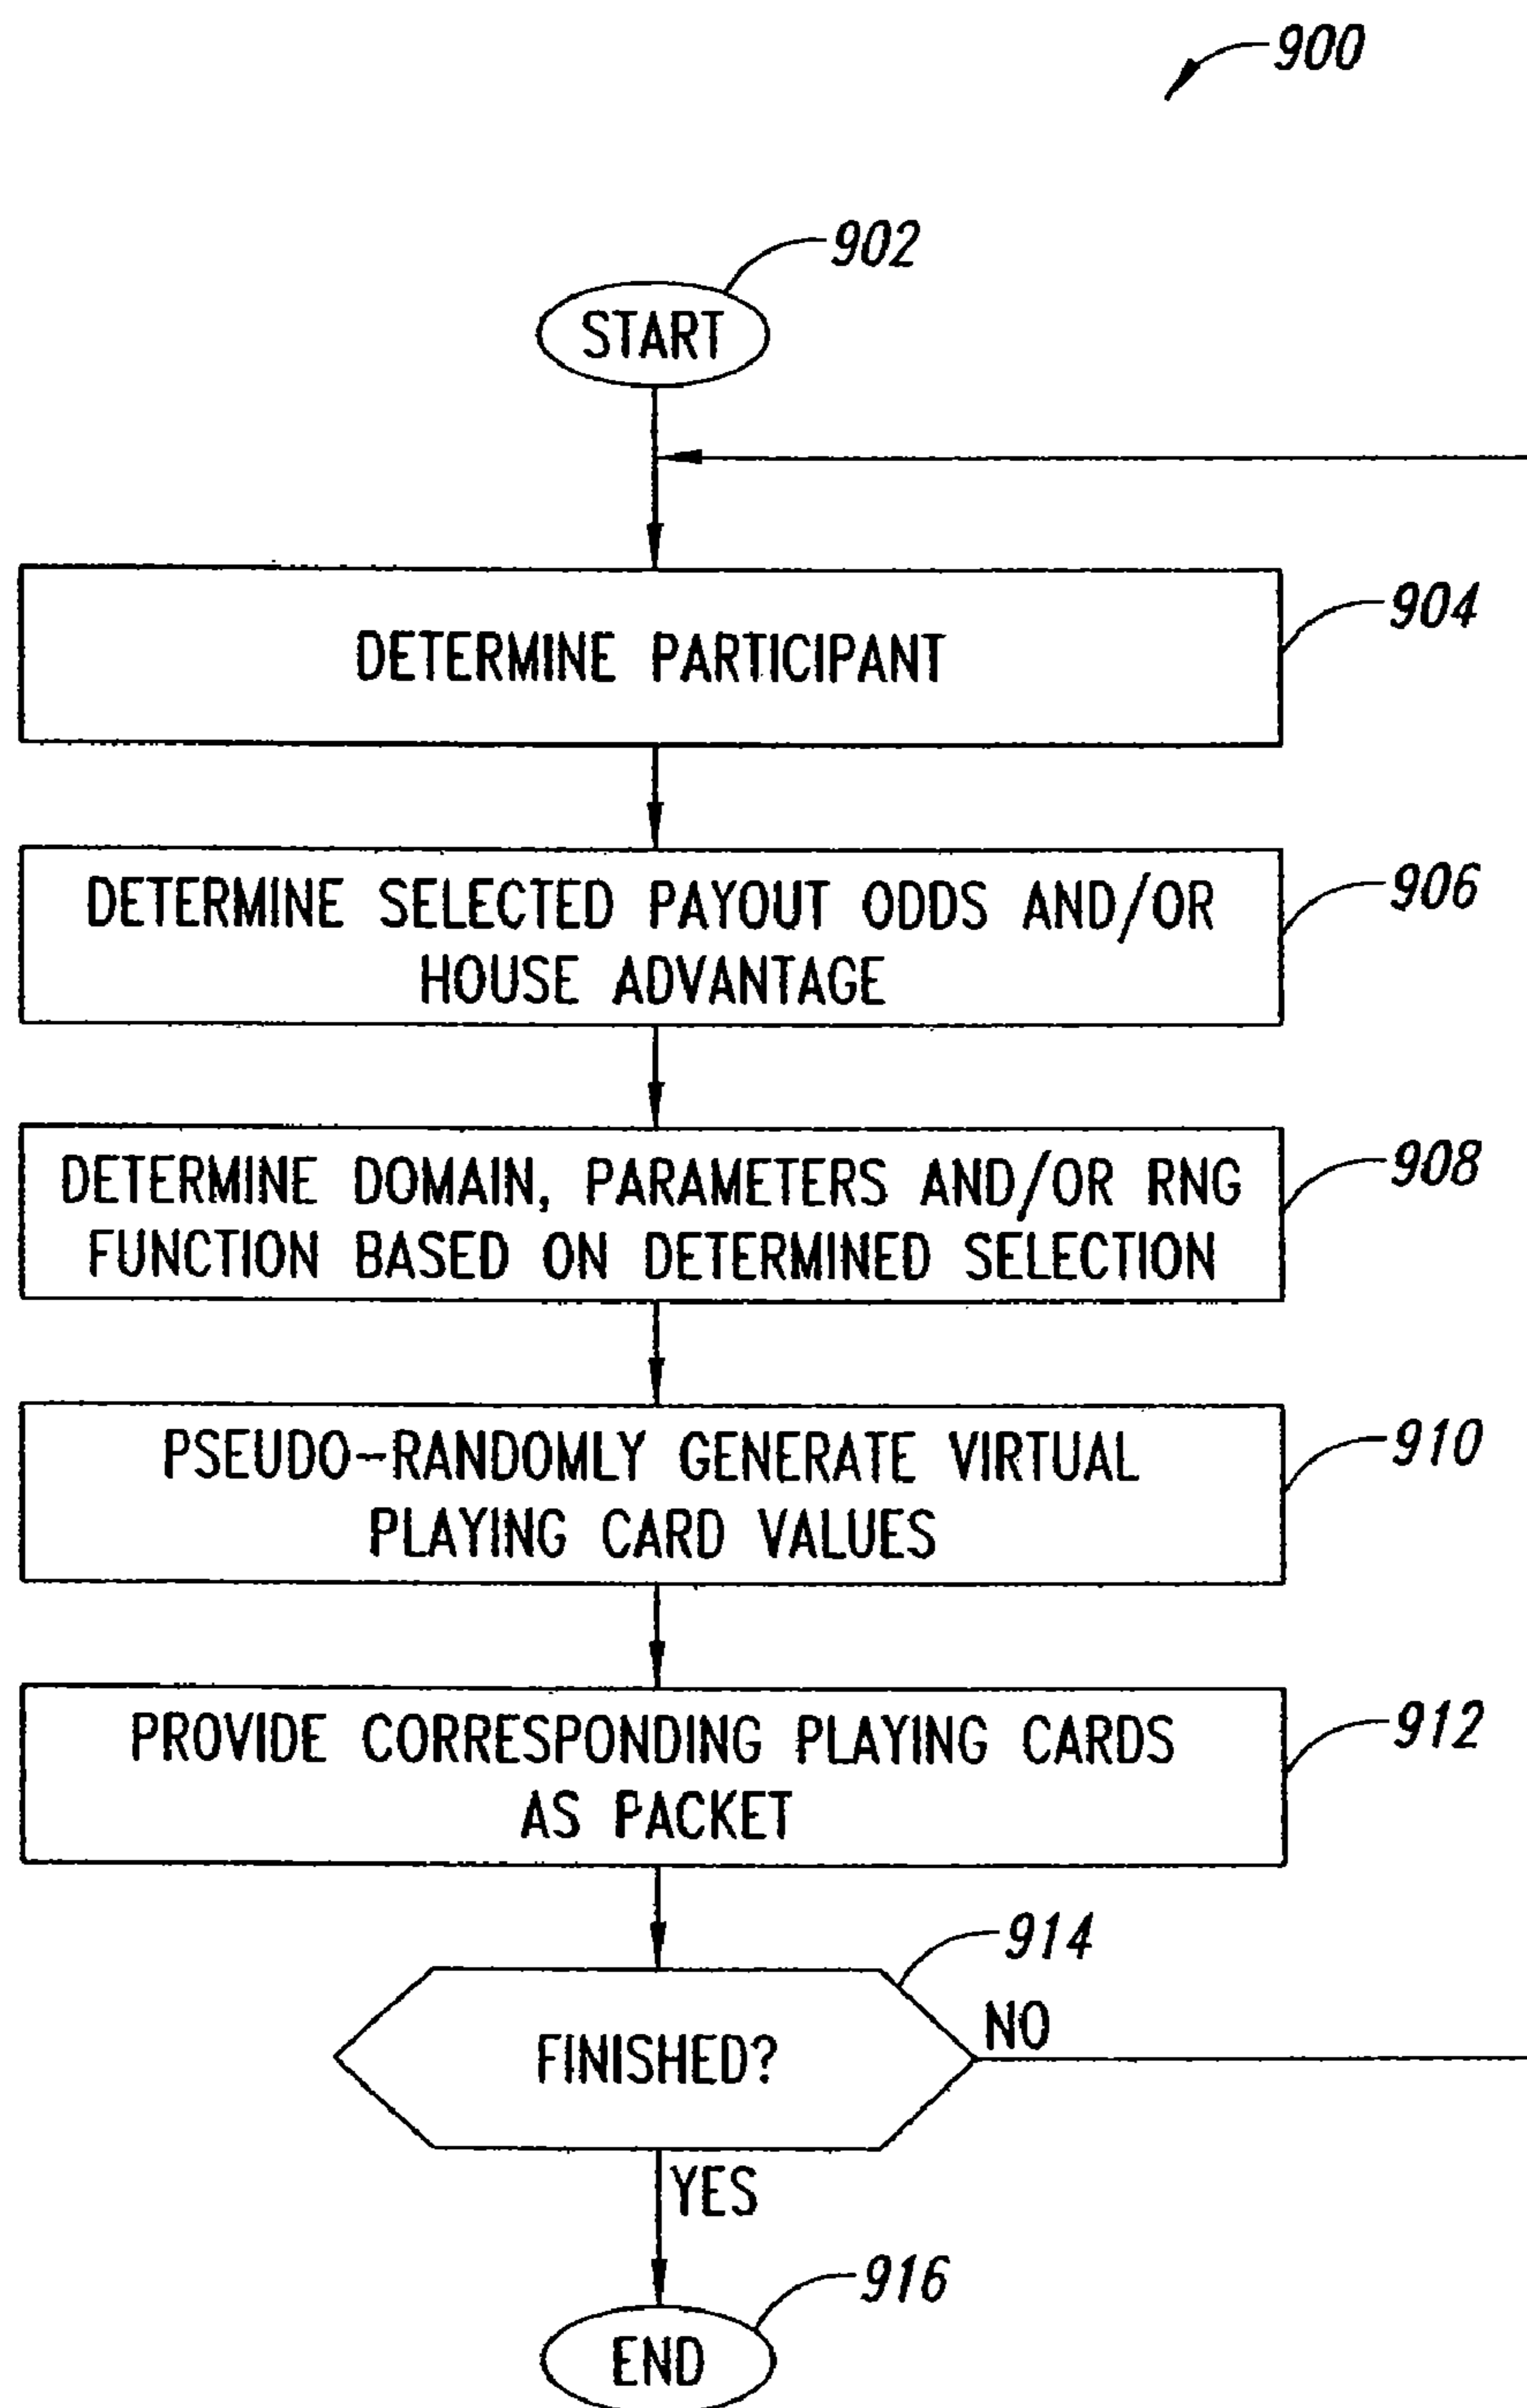 900
902
START
DETERMINE PARTICIPANT
904
DETERMINE SELECTED PAYOUT ODDS AND/OR
HOUSE ADVANTAGE
906
DETERMINE DOMAIN, PARAMETERS AND/OR RNG
FUNCTION BASED ON DETERMINED SELECTION
908
PSEUDO-RANDOMLY GENERATE VIRTUAL
PLAYING CARD VALUES
910
PROVIDE CORRESPONDING PLAYING CARDS
AS PACKET
912
914
FINISHED?
NO
YES
916
END